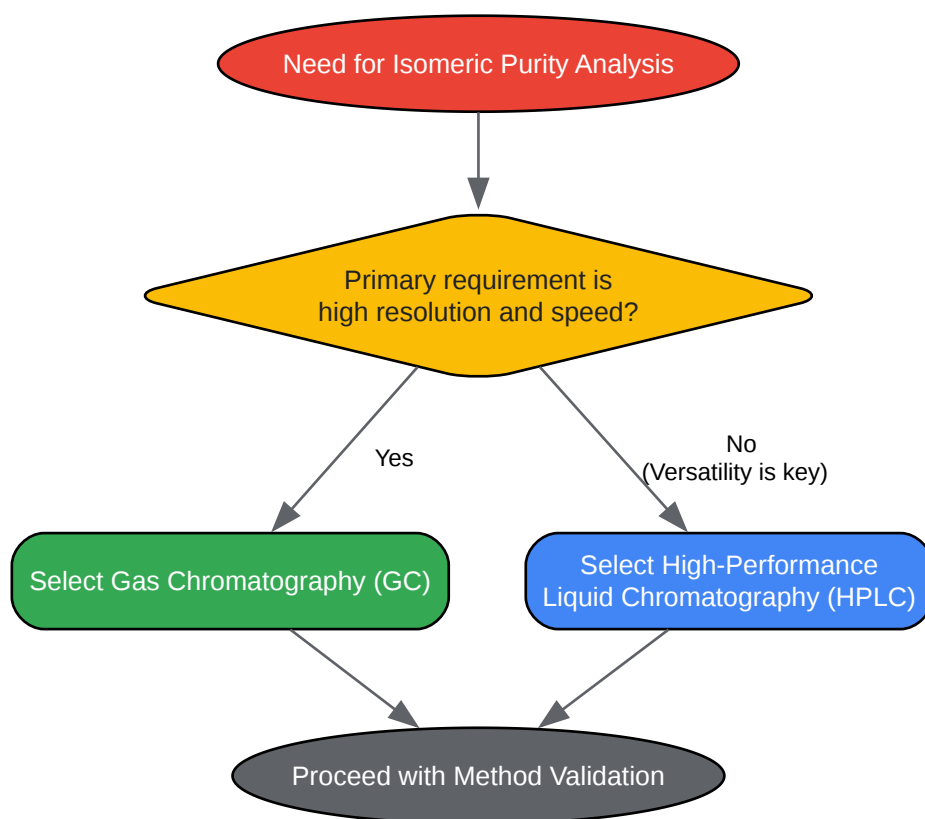 Need for Isomeric Purity Analysis
Primary requirement is
high resolution and speed?
Yes
No
(Versatility is key)
Select Gas Chromatography (GC)
Select High-Performance
Liquid Chromatography (HPLC)
Proceed with Method Validation